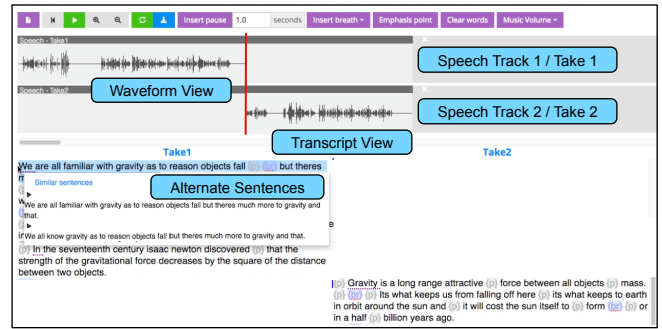 Insert pause 1.0 seconds Insert breath Emphasis point Clear words Music Volume
Speech - Take1
Speech Track 1 / Take 1
Waveform View
Speech - Take2
Speech Track 2 / Take 2
Transcript View
Take1 Take2
We are all familiar with gravity as to reason objects fall {p} {br} but theres
Similar sentences
Alternate Sentences
We are all familiar with gravity as to reason objects fall but theres much more to gravity and
that.
We all know gravity as to reason objects fall but theres much more to gravity and that.
{p} In the seventeenth century isaac newton discovered {p} that the
strength of the gravitational force decreases by the square of the distance
between two objects.
{p} Gravity is a long range attractive {p} force between all objects {p} mass.
{p} {br} {p} Its what keeps us from falling off here {p} its what keeps to earth
in orbit around the sun and {p} it will cost the sun itself to {p} form {br} {p} or
in a half {p} billion years ago.